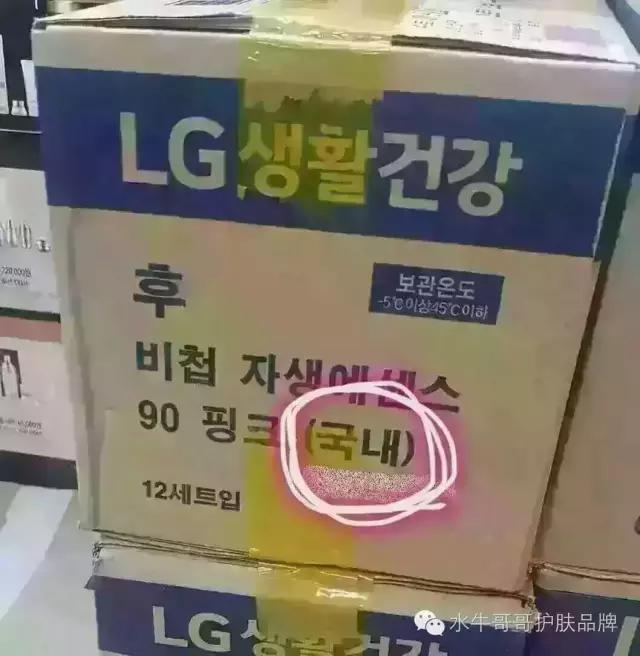 LG생활건강
보관온도
-5℃이상45℃이하
후
비첩 자생에센스
90 핑크 (국내)
12세트입
LG생활건강
水牛哥哥护肤品牌